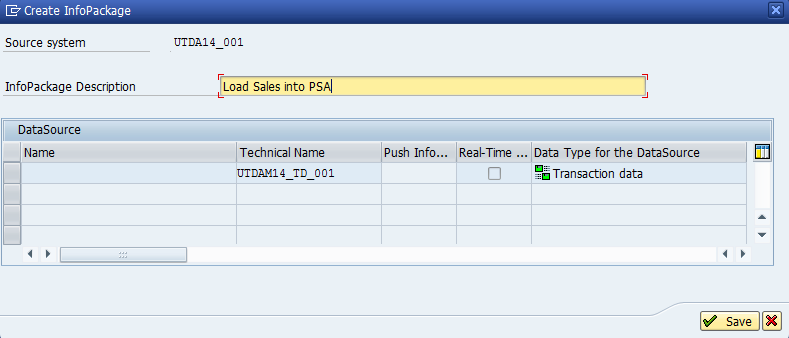 Create InfoPackage
Source system UTDA14_001
InfoPackage Description Load Sales into PSA
DataSource
Name Technical Name Push Info... Real-Time ... Data Type for the DataSource
UTDAM14_TD_001 Transaction data
Save